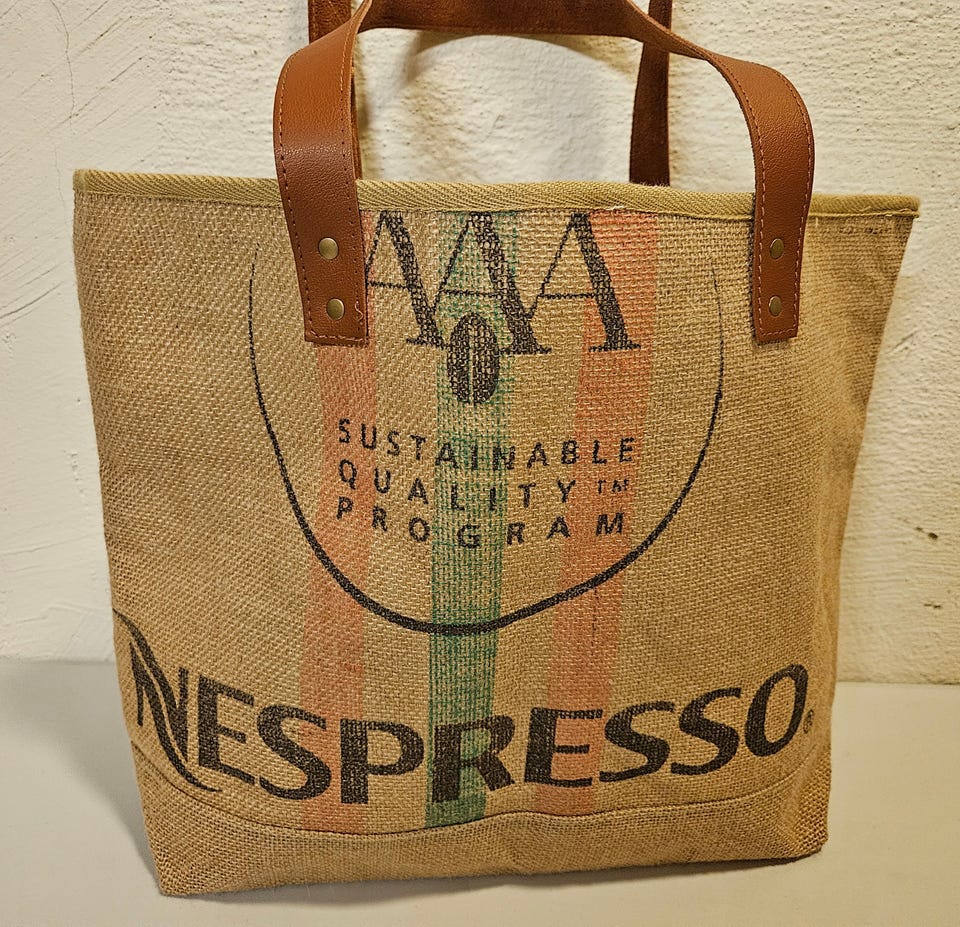 AAA
SUSTAINABLE
QUALITY™
PROGRAM
NESPRESSO®